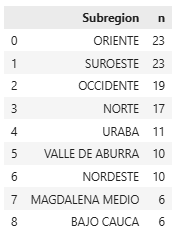 Subregion n
0 ORIENTE 23
1 SUROESTE 23
2 OCCIDENTE 19
3 NORTE 17
4 URABA 11
5 VALLE DE ABURRA 10
6 NORDESTE 10
7 MAGDALENA MEDIO 6
8 BAJO CAUCA 6